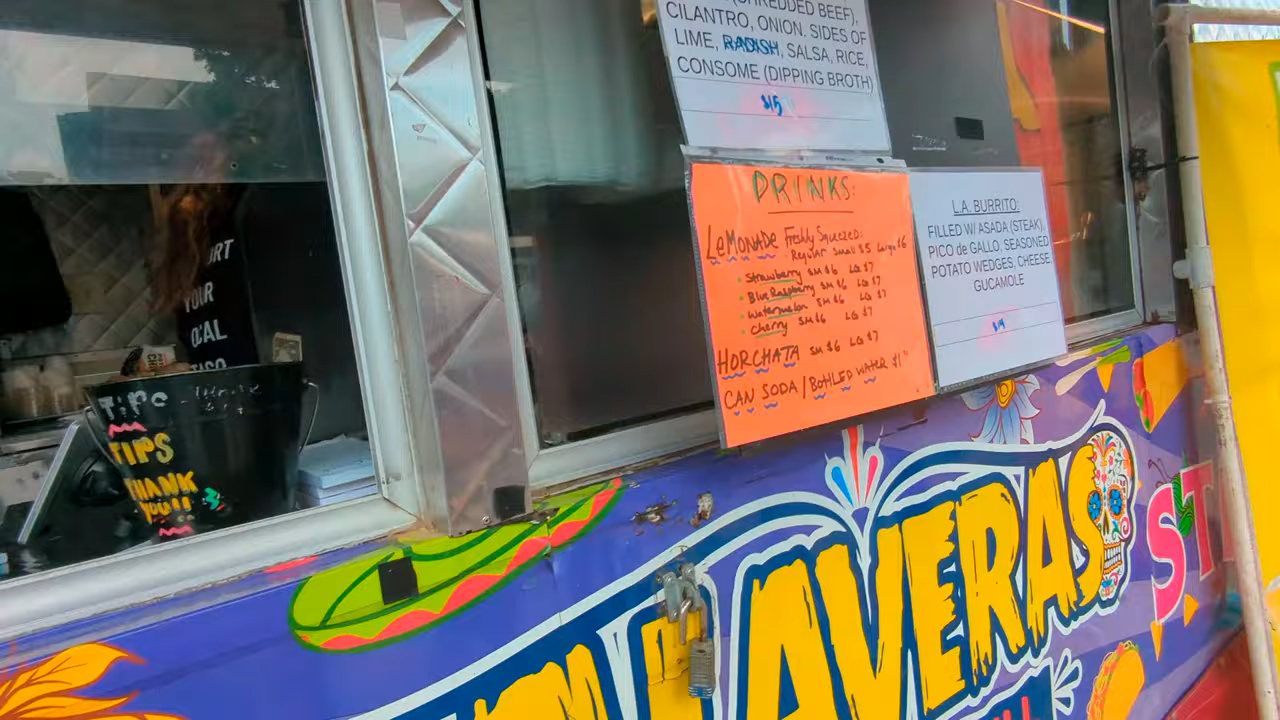 (SHREDDED BEEF),
CILANTRO, ONION. SIDES OF
LIME, RADISH, SALSA, RICE,
CONSOME (DIPPING BROTH)
$15
DRINKS:
LEMONADE Freshly Squeezed:
Regular Small $5 Large $6
Strawberry SM $6 LG $7
Blue Raspberry SM $6 LG $7
Watermelon SM $6 LG $7
Cherry SM $6 LG $7
HORCHATA SM $6 LG $7
CAN SODA / BOTTLED WATER $1
L.A. BURRITO:
FILLED W/ ASADA (STEAK),
PICO de GALLO, SEASONED
POTATO WEDGES, CHEESE
GUCAMOLE
YOUR
TiPs
TIPS
THANK
YOU!!
AVERAS
ST